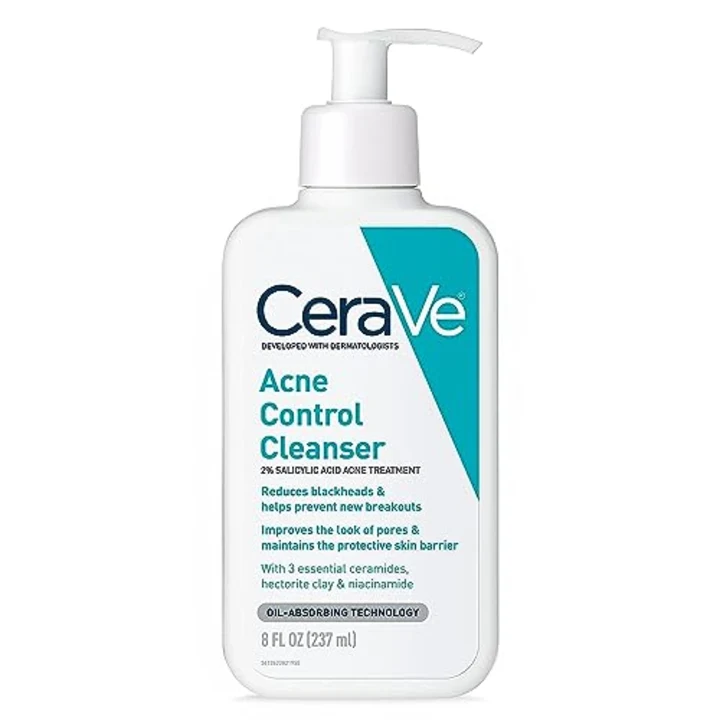 CeraVe®
DEVELOPED WITH DERMATOLOGISTS
Acne
Control
Cleanser
2% SALICYLIC ACID ACNE TREATMENT
Reduces blackheads &
helps prevent new breakouts
Improves the look of pores &
maintains the protective skin barrier
With 3 essential ceramides,
hectorite clay & niacinamide
OIL-ABSORBING TECHNOLOGY
8 FL OZ (237 ml)